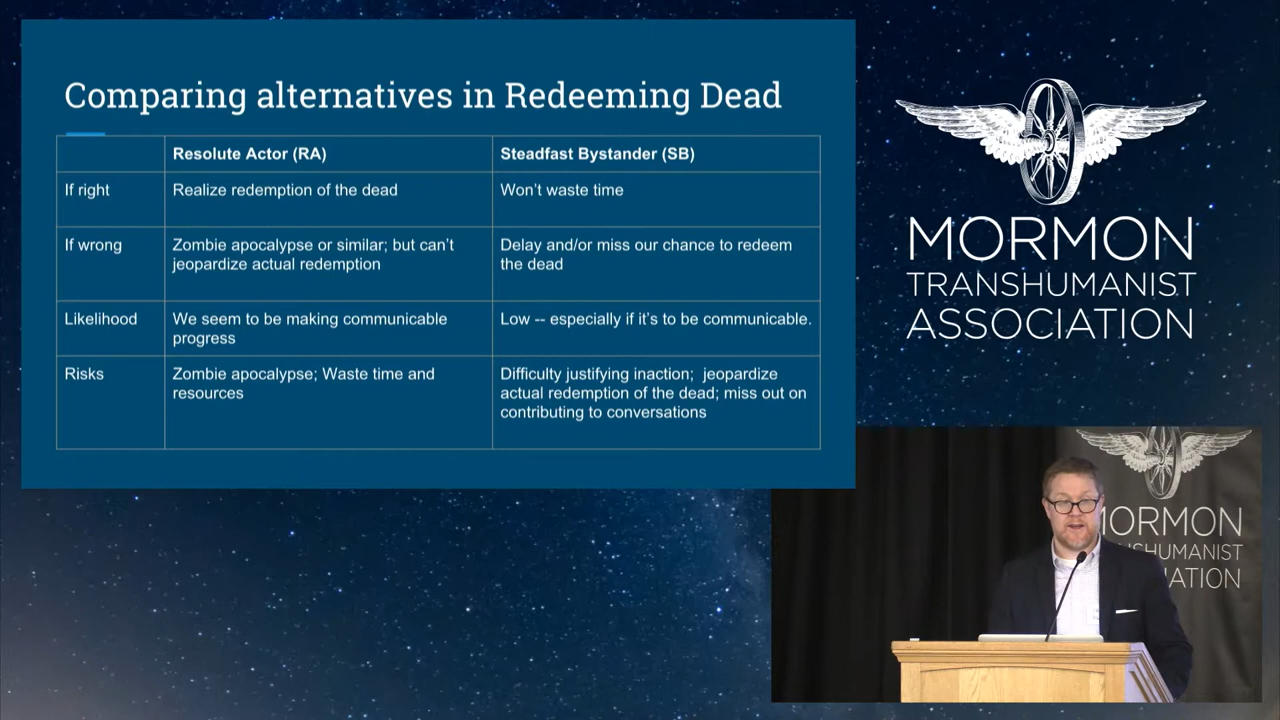 Comparing alternatives in Redeeming Dead
Resolute Actor (RA)
Steadfast Bystander (SB)
If right
Realize redemption of the dead
Won't waste time
If wrong
Zombie apocalypse or similar; but can't
jeopardize actual redemption
Delay and/or miss our chance to redeem
the dead
Likelihood
We seem to be making communicable
progress
Low -- especially if it's to be communicable.
Risks
Zombie apocalypse; Waste time and
resources
Difficulty justifying inaction;  jeopardize
actual redemption of the dead; miss out on
contributing to conversations
MORMON
TRANSHUMANIST
ASSOCIATION
ORMON
SHUMANIST
IATION